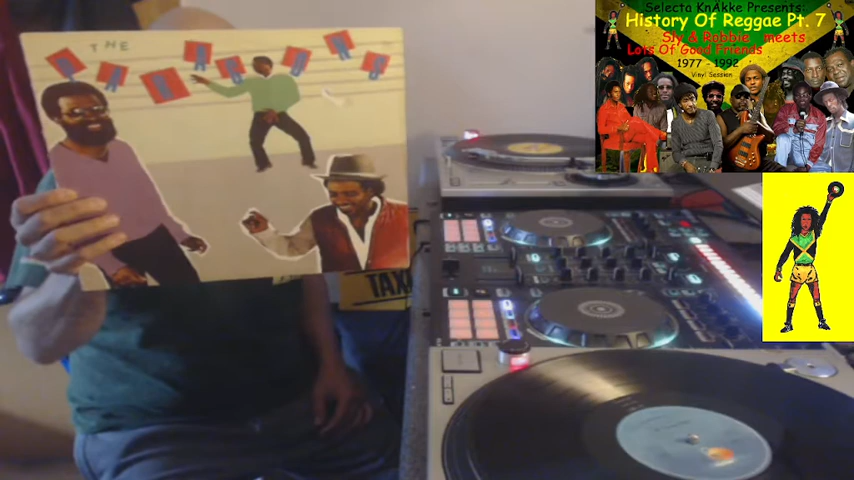 THE
Selecta KnAkke Presents:
History Of Reggae Pt. 7
Sly & Robbie meets
Lots Of Good Friends
1977 - 1992
Vinyl Session
TAXI